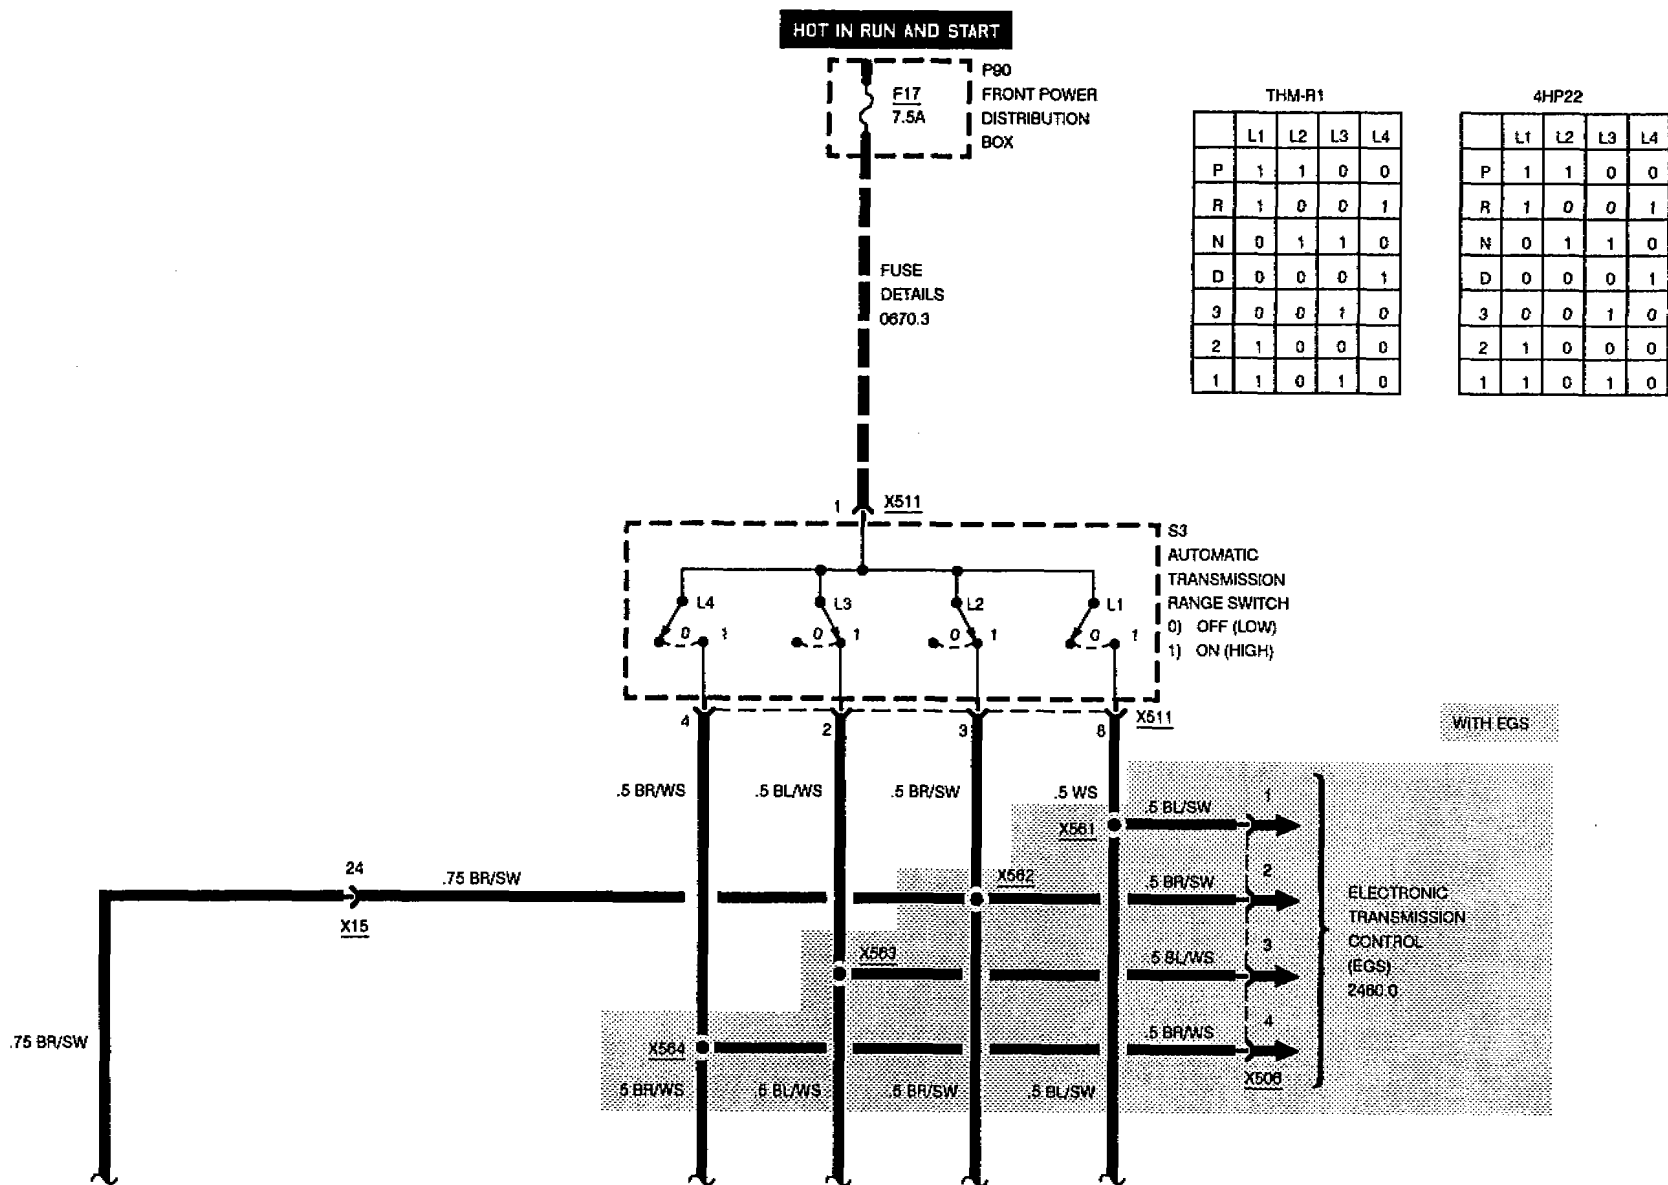 HOT IN RUN AND START
F17
7.5A
P90
FRONT POWER
DISTRIBUTION
BOX
FUSE
DETAILS
0670.3
THM-R1
L1 L2 L3 L4
P 1 1 0 0
R 1 0 0 1
N 0 1 1 0
D 0 0 0 1
3 0 0 1 0
2 1 0 0 0
1 1 0 1 0
4HP22
L1 L2 L3 L4
P 1 1 0 0
R 1 0 0 1
N 0 1 1 0
D 0 0 0 1
3 0 0 1 0
2 1 0 0 0
1 1 0 1 0
1 X511
S3
AUTOMATIC
TRANSMISSION
RANGE SWITCH
0) OFF (LOW)
1) ON (HIGH)
L4 L3 L2 L1
0 1 0 1 0 1 0 1
4 2 3 8 X511
WITH EGS
.5 BR/WS .5 BL/WS .5 BR/SW .5 WS
X561 .5 BL/SW 1
24 .75 BR/SW X562 .5 BR/SW 2
X15
X563 .5 BL/WS 3
.75 BR/SW
X564 .5 BR/WS 4
X506
.5 BR/WS .5 BL/WS .5 BR/SW .5 BL/SW
ELECTRONIC
TRANSMISSION
CONTROL
(EGS)
2460.0